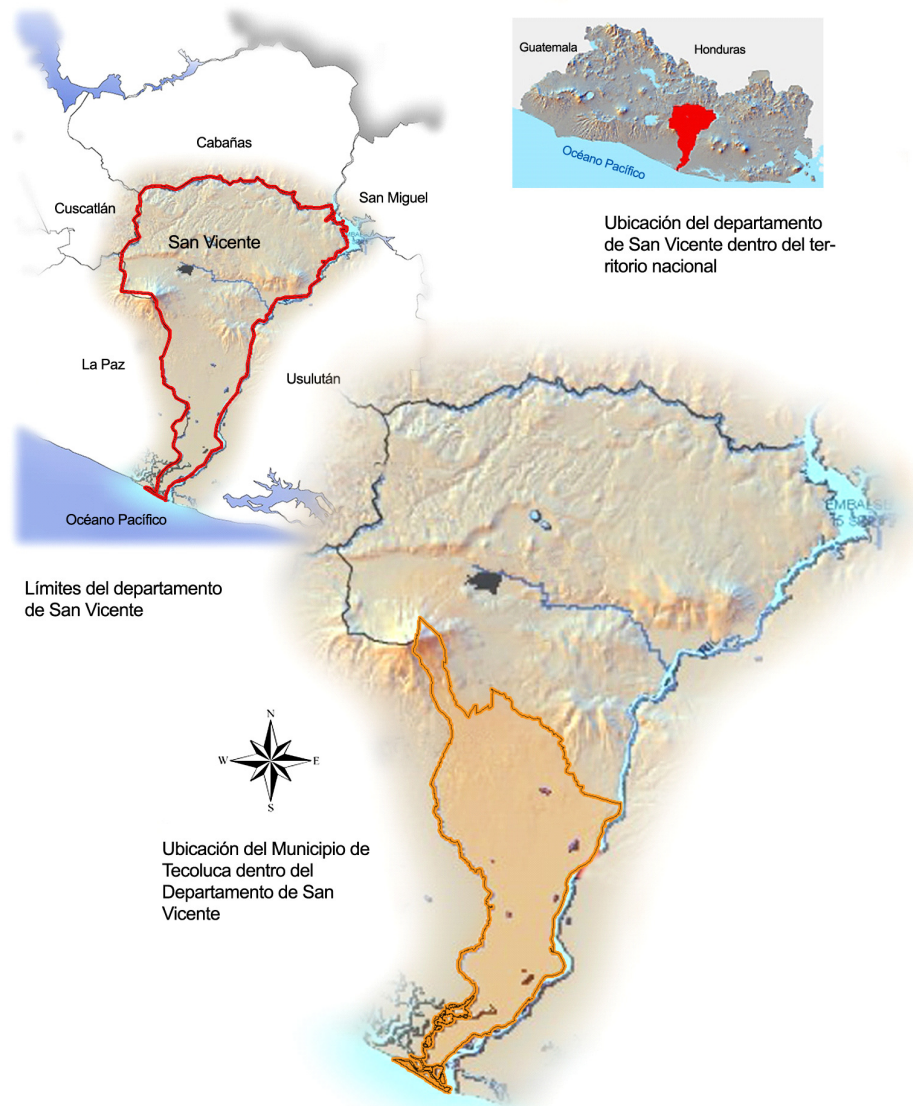 Guatemala
Honduras
Océano Pacífico
Ubicación del departamento
de San Vicente dentro del ter-
rritorio nacional
Cabañas
Cuscatlán
San Miguel
San Vicente
La Paz
Usulután
Océano Pacífico
Límites del departamento
de San Vicente
EMBALSE
N
W
E
S
Ubicación del Municipio de
Tecoluca dentro del
Departamento de San
Vicente